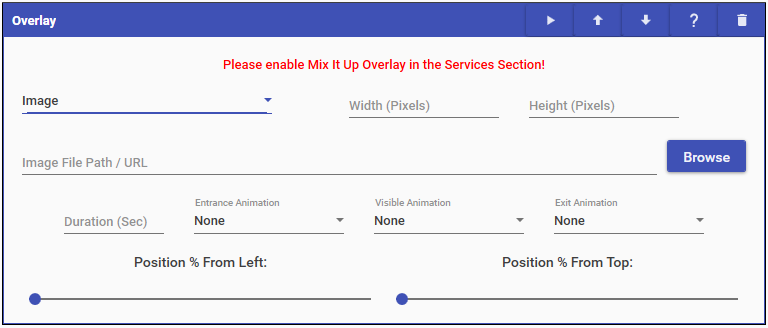 Overlay
?
Please enable Mix It Up Overlay in the Services Section!
Image
Width (Pixels)
Height (Pixels)
Image File Path / URL
Browse
Duration (Sec)
Entrance Animation
None
Visible Animation
None
Exit Animation
None
Position % From Left:
Position % From Top: